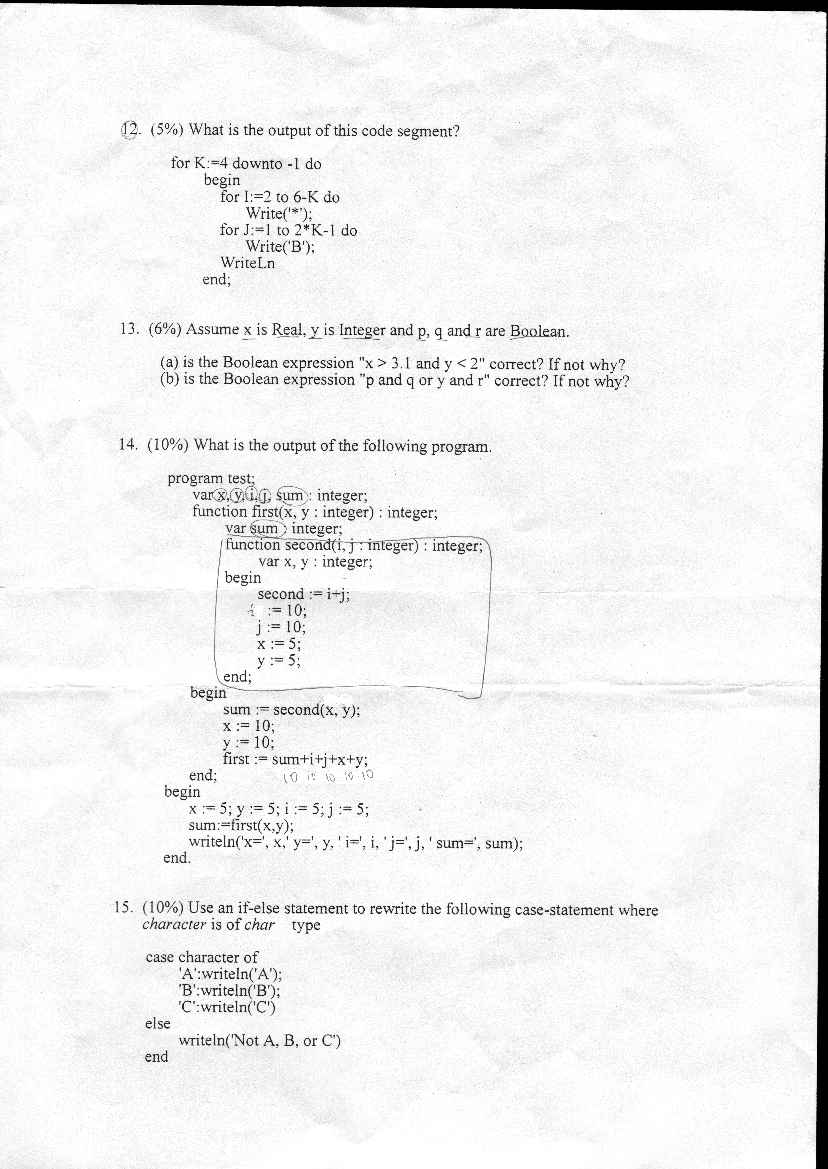 12. (5%) What is the output of this code segment?
for K:=4 downto -1 do
begin
for I:=2 to 6-K do
Write('*');
for J:=1 to 2*K-1 do
Write('B');
WriteLn
end;
13. (6%) Assume x is Real, y is Integer and p, q and r are Boolean.
(a) is the Boolean expression "x > 3.1 and y < 2" correct? If not why?
(b) is the Boolean expression "p and q or y and r" correct? If not why?
14. (10%) What is the output of the following program.
program test;
var x, y, i, j, sum : integer;
function first(x, y : integer) : integer;
var sum : integer;
function second(i, j : integer) : integer;
var x, y : integer;
begin
second := i+j;
i := 10;
j := 10;
x := 5;
y := 5;
end;
begin
sum := second(x, y);
x := 10;
y := 10;
first := sum+i+j+x+y;
end;
begin
x := 5; y := 5; i := 5; j := 5;
sum:=first(x,y);
writeln('x=', x,' y=', y, ' i=', i, ' j=', j, ' sum=', sum);
end.
15. (10%) Use an if-else statement to rewrite the following case-statement where
character is of char type
case character of
'A':writeln('A');
'B':writeln('B');
'C':writeln('C')
else
writeln('Not A, B, or C')
end